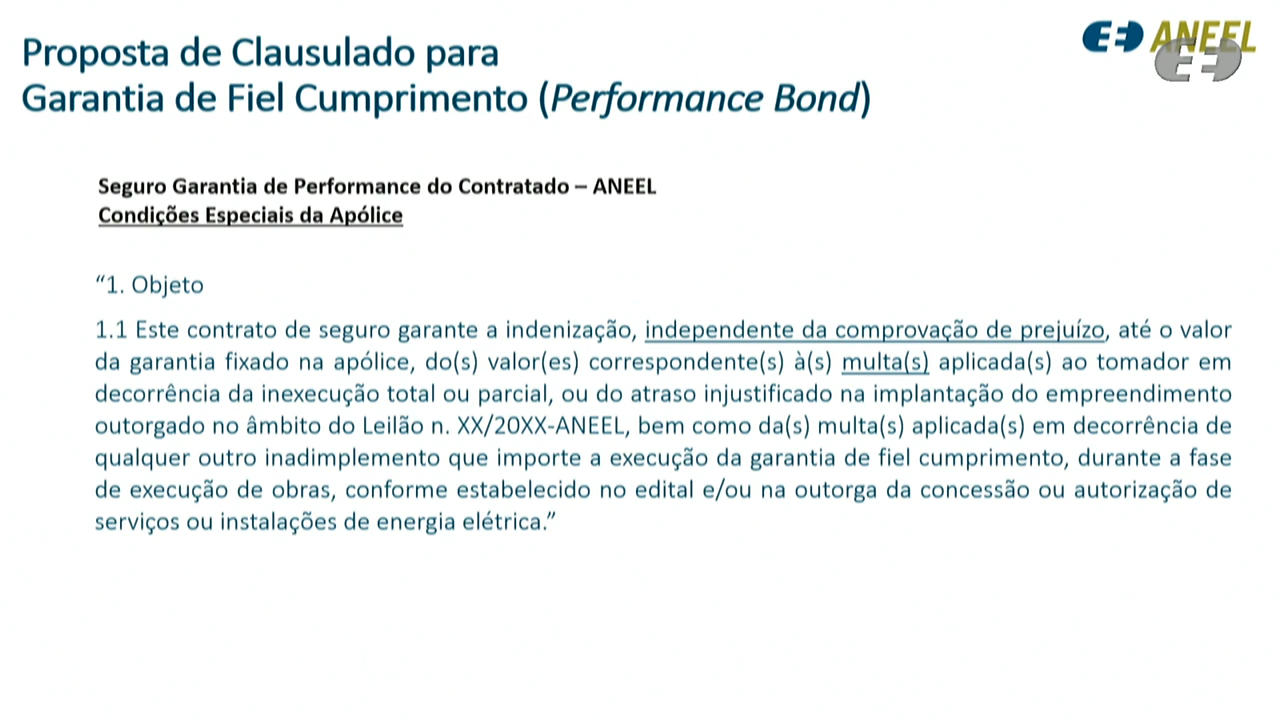 Proposta de Clausulado para
Garantia de Fiel Cumprimento (Performance Bond)
ANEEL
Seguro Garantia de Performance do Contratado – ANEEL
Condições Especiais da Apólice
“1. Objeto
1.1 Este contrato de seguro garante a indenização, independente da comprovação de prejuízo, até o valor
da garantia fixado na apólice, do(s) valor(es) correspondente(s) à(s) multa(s) aplicada(s) ao tomador em
decorrência da inexecução total ou parcial, ou do atraso injustificado na implantação do empreendimento
outorgado no âmbito do Leilão n. XX/20XX-ANEEL, bem como da(s) multa(s) aplicada(s) em decorrência de
qualquer outro inadimplemento que importe a execução da garantia de fiel cumprimento, durante a fase
de execução de obras, conforme estabelecido no edital e/ou na outorga da concessão ou autorização de
serviços ou instalações de energia elétrica.”